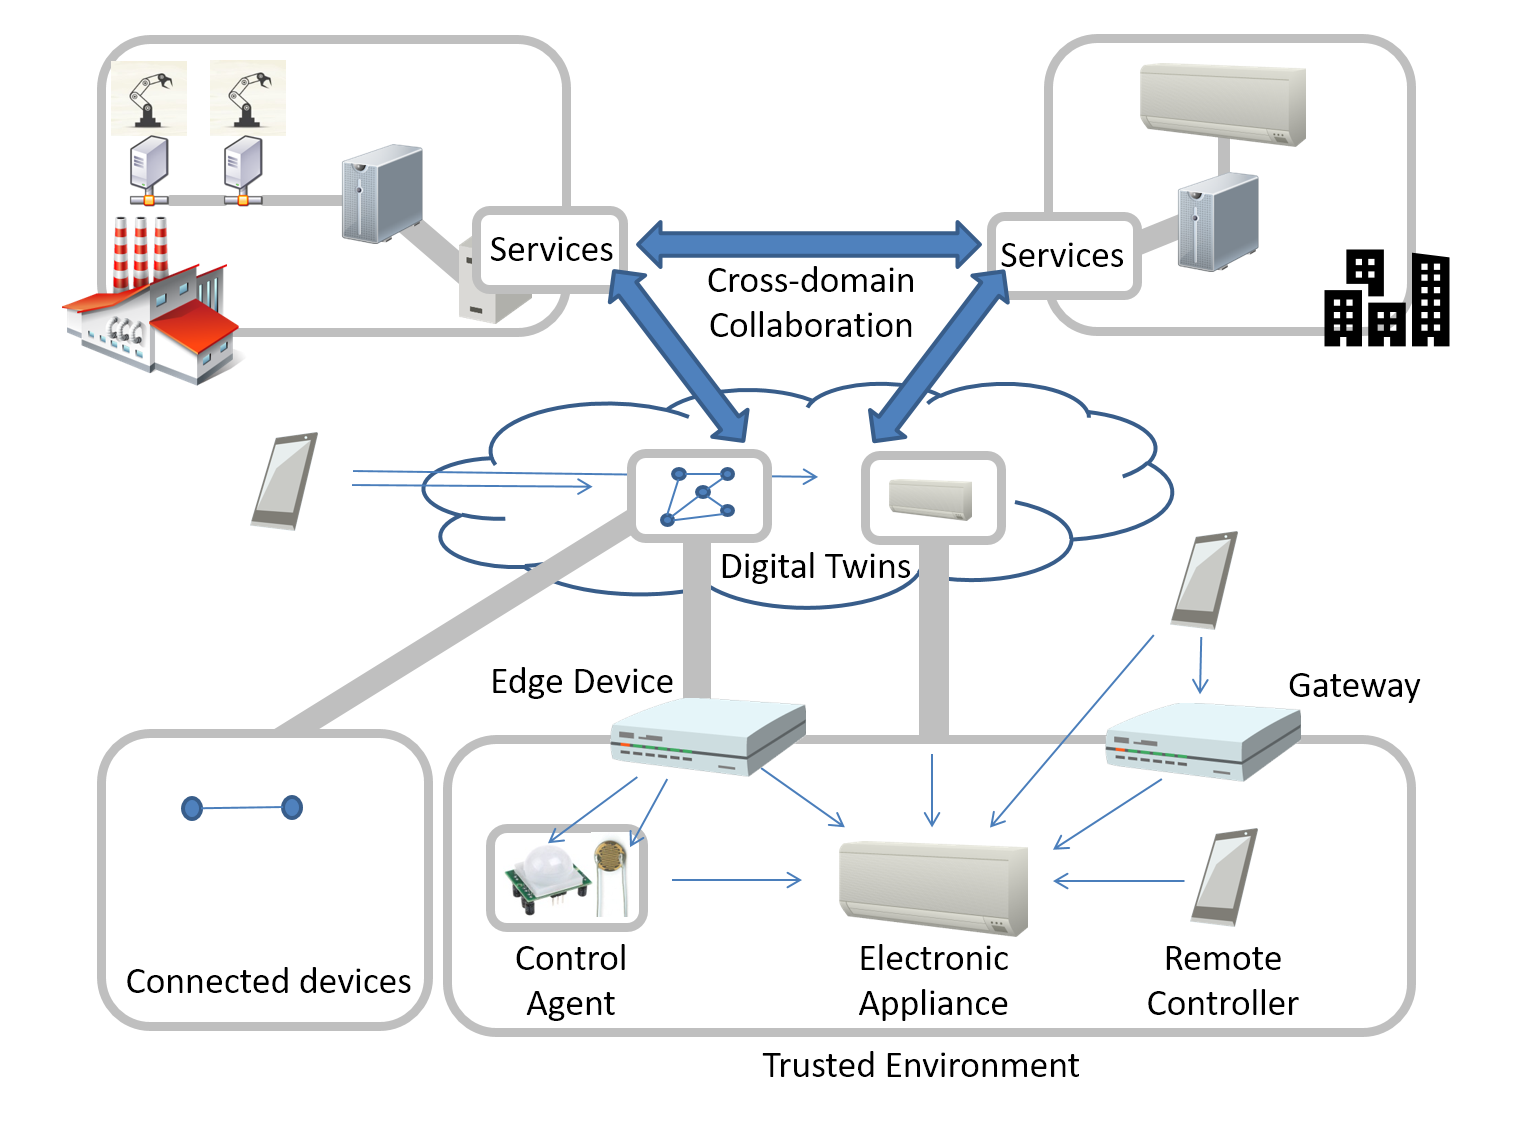 Services
Services
Cross-domain
Collaboration
Digital Twins
Edge Device
Gateway
Connected devices
Control
Agent
Electronic
Appliance
Remote
Controller
Trusted Environment